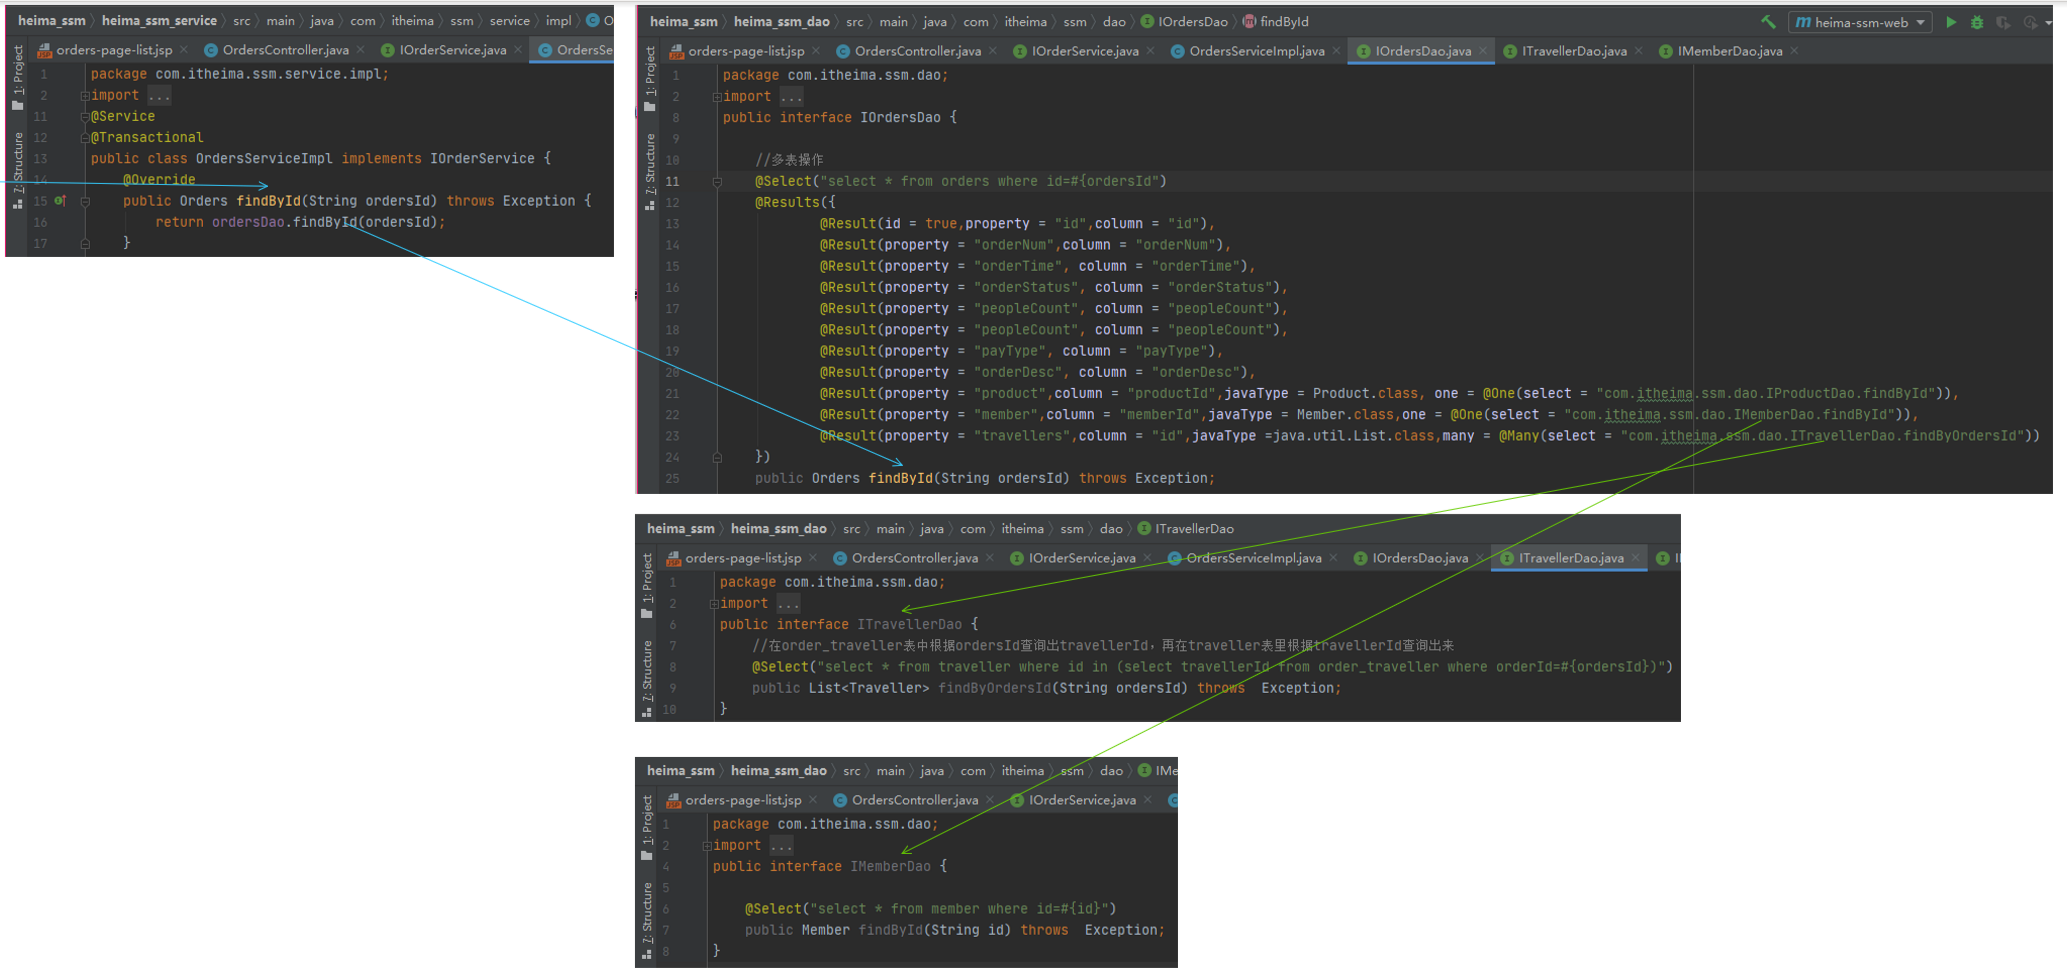 heima_ssm > heima_ssm_service > src > main > java > com > itheima > ssm > service > impl > O
orders-page-list.jsp × OrdersController.java × IOrderService.java × OrdersSe
1: Project
7: Structure
1 package com.itheima.ssm.service.impl;
2 import ...
11 @Service
12 @Transactional
13 public class OrdersServiceImpl implements IOrderService {
14 @Override
15 public Orders findById(String ordersId) throws Exception {
16 return ordersDao.findById(ordersId);
17 }
heima_ssm > heima_ssm_dao > src > main > java > com > itheima > ssm > dao > IOrdersDao > findById
heima-ssm-web
orders-page-list.jsp × OrdersController.java × IOrderService.java × OrdersServiceImpl.java × IOrdersDao.java × ITravellerDao.java × IMemberDao.java ×
1: Project
7: Structure
1 package com.itheima.ssm.dao;
2 import ...
8 public interface IOrdersDao {
9
10 //多表操作
11 @Select("select * from orders where id=#{ordersId")
12 @Results({
13 @Result(id = true,property = "id",column = "id"),
14 @Result(property = "orderNum",column = "orderNum"),
15 @Result(property = "orderTime", column = "orderTime"),
16 @Result(property = "orderStatus", column = "orderStatus"),
17 @Result(property = "peopleCount", column = "peopleCount"),
18 @Result(property = "peopleCount", column = "peopleCount"),
19 @Result(property = "payType", column = "payType"),
20 @Result(property = "orderDesc", column = "orderDesc"),
21 @Result(property = "product",column = "productId",javaType = Product.class, one = @One(select = "com.itheima.ssm.dao.IProductDao.findById")),
22 @Result(property = "member",column = "memberId",javaType = Member.class,one = @One(select = "com.itheima.ssm.dao.IMemberDao.findById")),
23 @Result(property = "travellers",column = "id",javaType =java.util.List.class,many = @Many(select = "com.itheima.ssm.dao.ITravellerDao.findByOrdersId"))
24 })
25 public Orders findById(String ordersId) throws Exception;
heima_ssm > heima_ssm_dao > src > main > java > com > itheima > ssm > dao > ITravellerDao
orders-page-list.jsp × OrdersController.java × IOrderService.java × OrdersServiceImpl.java × IOrdersDao.java × ITravellerDao.java ×
1: Project
7: Structure
1 package com.itheima.ssm.dao;
2 import ...
6 public interface ITravellerDao {
7 //在order_traveller表中根据ordersId查询出travellerId，再在traveller表里根据travellerId查询出来
8 @Select("select * from traveller where id in (select travellerId from order_traveller where orderId=#{ordersId})")
9 public List<Traveller> findByOrdersId(String ordersId) throws Exception;
10 }
heima_ssm > heima_ssm_dao > src > main > java > com > itheima > ssm > dao > IMe
orders-page-list.jsp × OrdersController.java × IOrderService.java ×
1: Project
7: Structure
1 package com.itheima.ssm.dao;
2 import ...
4 public interface IMemberDao {
5
6 @Select("select * from member where id=#{id}")
7 public Member findById(String id) throws Exception;
8 }